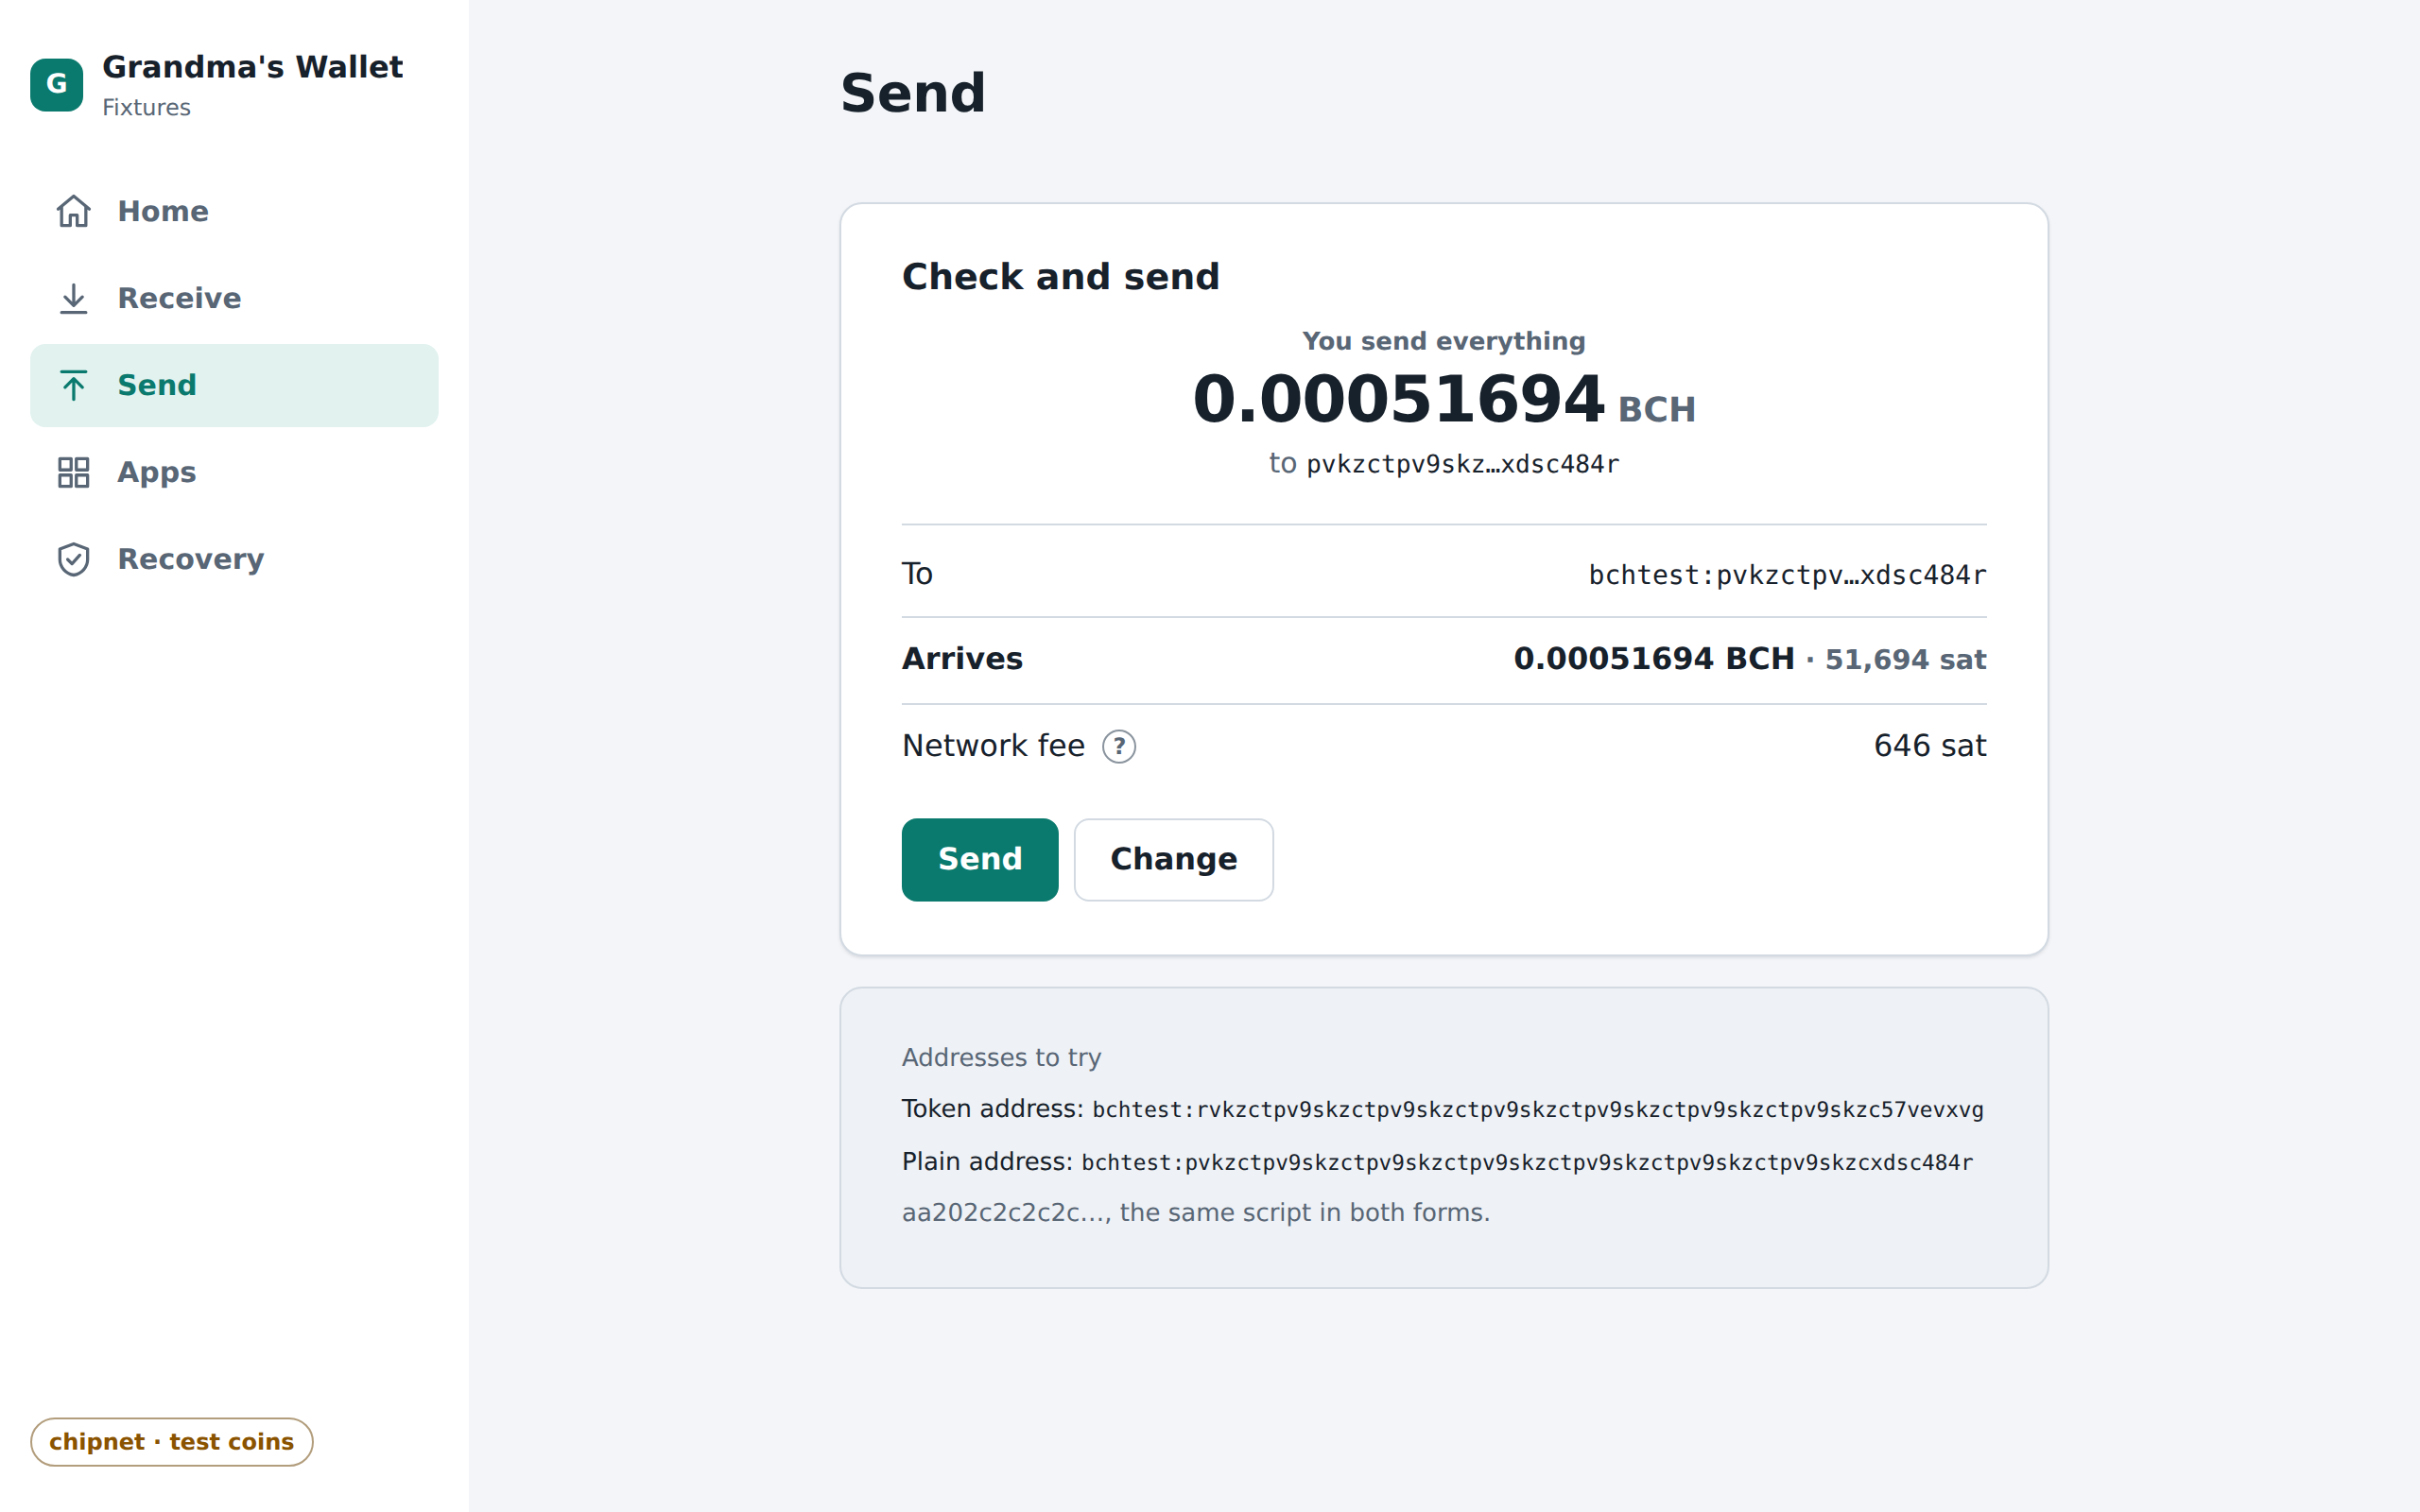 G
Grandma's Wallet
Fixtures
Home
Receive
Send
Apps
Recovery
chipnet · test coins
Send
Check and send
You send everything
0.00051694 BCH
to pvkzctpv9skz…xdsc484r
To bchtest:pvkzctpv…xdsc484r
Arrives 0.00051694 BCH · 51,694 sat
Network fee ? 646 sat
Send Change
Addresses to try
Token address: bchtest:rvkzctpv9skzctpv9skzctpv9skzctpv9skzctpv9skzctpv9skzc57vevxvg
Plain address: bchtest:pvkzctpv9skzctpv9skzctpv9skzctpv9skzctpv9skzctpv9skzcxdsc484r
aa202c2c2c2c…, the same script in both forms.